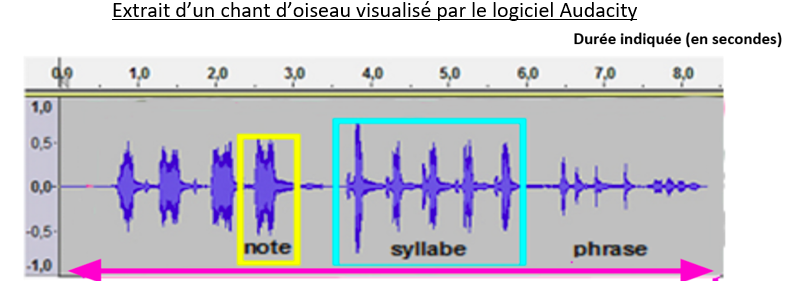 Extrait d’un chant d’oiseau visualisé par le logiciel Audacity
Durée indiquée (en secondes)
0,0 1,0 2,0 3,0 4,0 5,0 6,0 7,0 8,0
1,0
0,5
0,0
-0,5
-1,0
note syllabe phrase